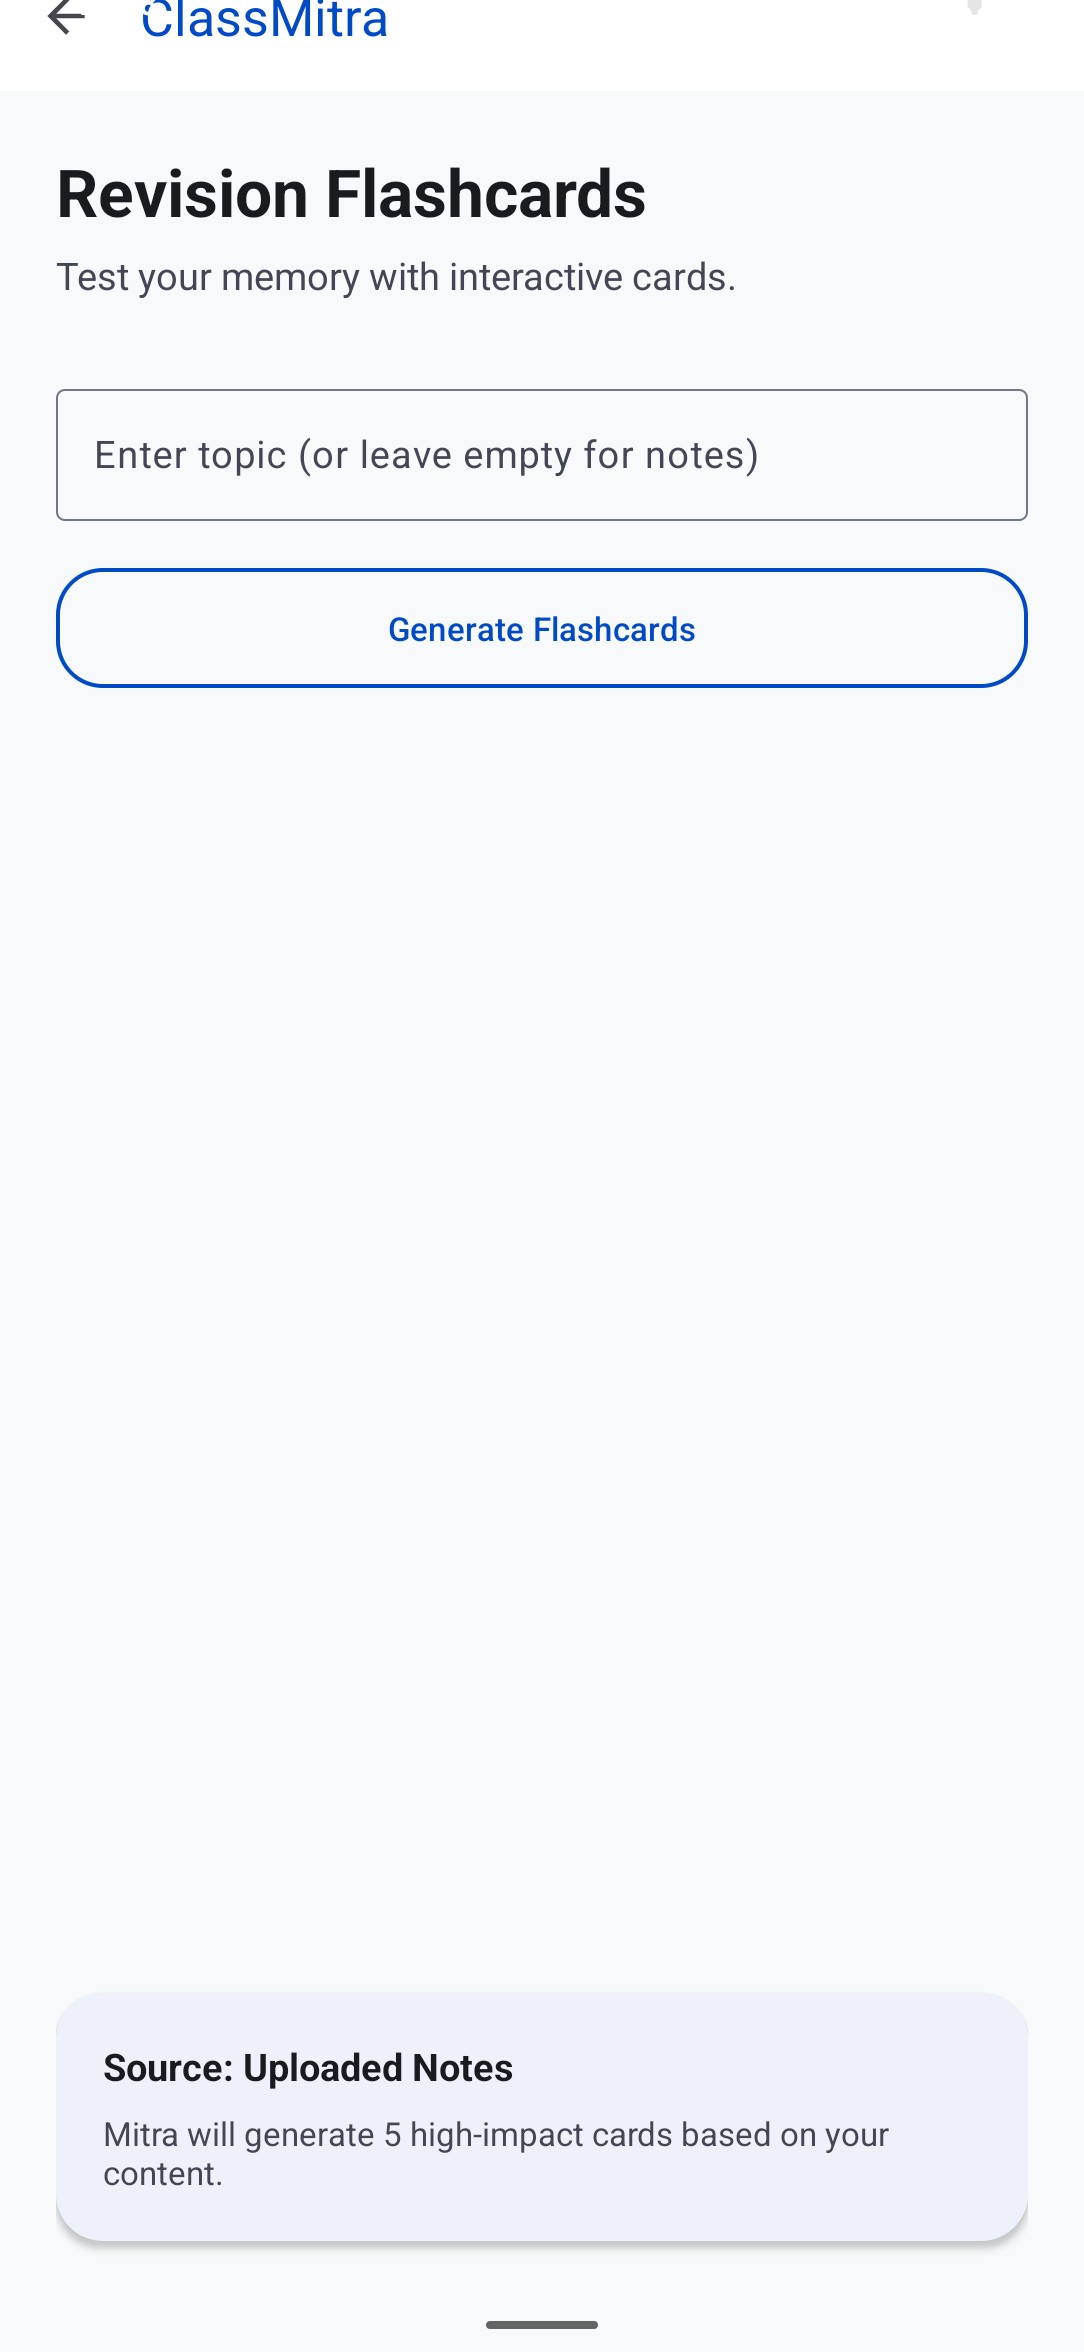 ClassMitra
Revision Flashcards
Test your memory with interactive cards.
Enter topic (or leave empty for notes)
Generate Flashcards
Source: Uploaded Notes
Mitra will generate 5 high-impact cards based on your
content.